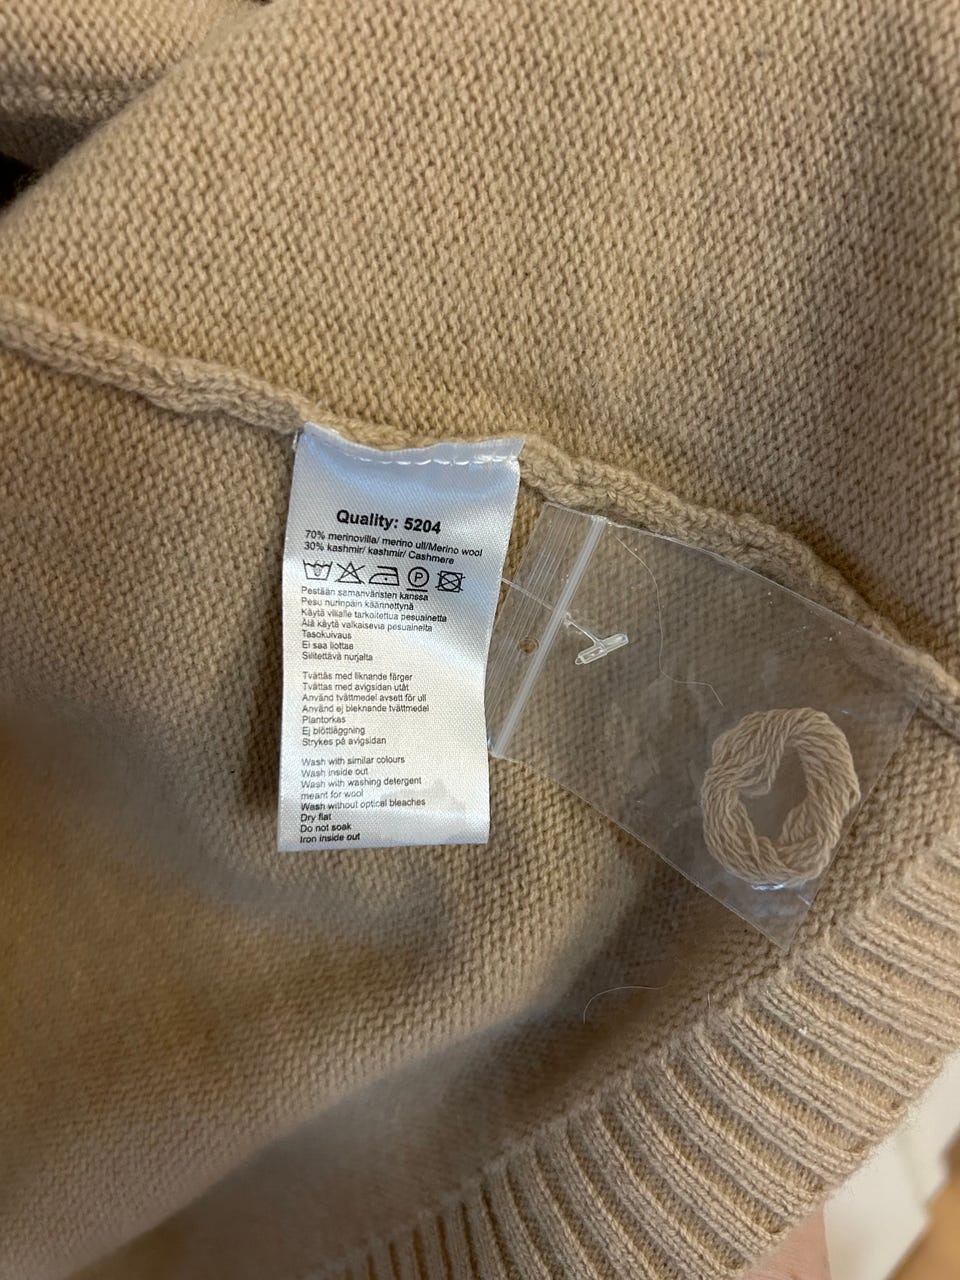 Quality: 5204
70% merinovilla/ merino ull/Merino wool
30% kashmir/ kashmir/ Cashmere
P
Pestään samanväristen kanssa
Pesu nurinpäin käännettynä
Käytä villalle tarkoitettua pesuainetta
Älä käytä valkaisevia pesuaineita
Tasokuivaus
Ei saa liottaa
Silitettävä nurjalta
Tvättas med liknande färger
Tvättas med avigsidan utåt
Använd tvättmedel avsett för ull
Använd ej blekande tvättmedel
Plantorkas
Ej blötläggning
Strykes på avigsidan
Wash with similar colours
Wash inside out
Wash with washing detergent
meant for wool
Wash without optical bleaches
Dry flat
Do not soak
Iron inside out